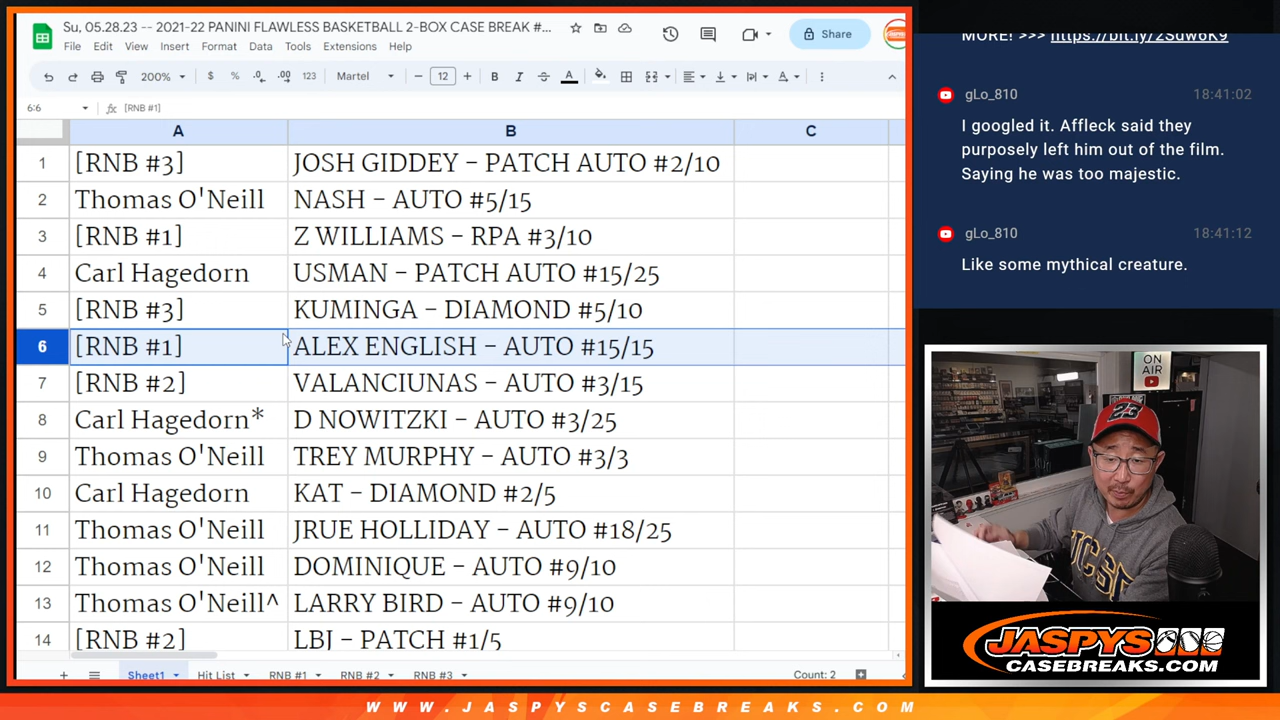 Su, 05.28.23 -- 2021-22 PANINI FLAWLESS BASKETBALL 2-BOX CASE BREAK #...
File Edit View Insert Format Data Tools Extensions Help
Share
200% $ % .0 .00 123 Martel - 12 + B I A
6:6 fx [RNB #1]
A B C
1 [RNB #3] JOSH GIDDEY - PATCH AUTO #2/10
2 Thomas O'Neill NASH - AUTO #5/15
3 [RNB #1] Z WILLIAMS - RPA #3/10
4 Carl Hagedorn USMAN - PATCH AUTO #15/25
5 [RNB #3] KUMINGA - DIAMOND #5/10
6 [RNB #1] ALEX ENGLISH - AUTO #15/15
7 [RNB #2] VALANCIUNAS - AUTO #3/15
8 Carl Hagedorn* D NOWITZKI - AUTO #3/25
9 Thomas O'Neill TREY MURPHY - AUTO #3/3
10 Carl Hagedorn KAT - DIAMOND #2/5
11 Thomas O'Neill JRUE HOLLIDAY - AUTO #18/25
12 Thomas O'Neill DOMINIQUE - AUTO #9/10
13 Thomas O'Neill^ LARRY BIRD - AUTO #9/10
14 [RNB #2] LBJ - PATCH #1/5
+ Sheet1 Hit List RNB #1 RNB #2 RNB #3 Count: 2
MORE! >>> https://bit.ly/2Sdw6K9
gLo_810 18:41:02
I googled it. Affleck said they
purposely left him out of the film.
Saying he was too majestic.
gLo_810 18:41:12
Like some mythical creature.
ON
AIR
23
UCSB
JASPYS
CASEBREAKS.COM
WWW.JASPYSCASEBREAKS.COM